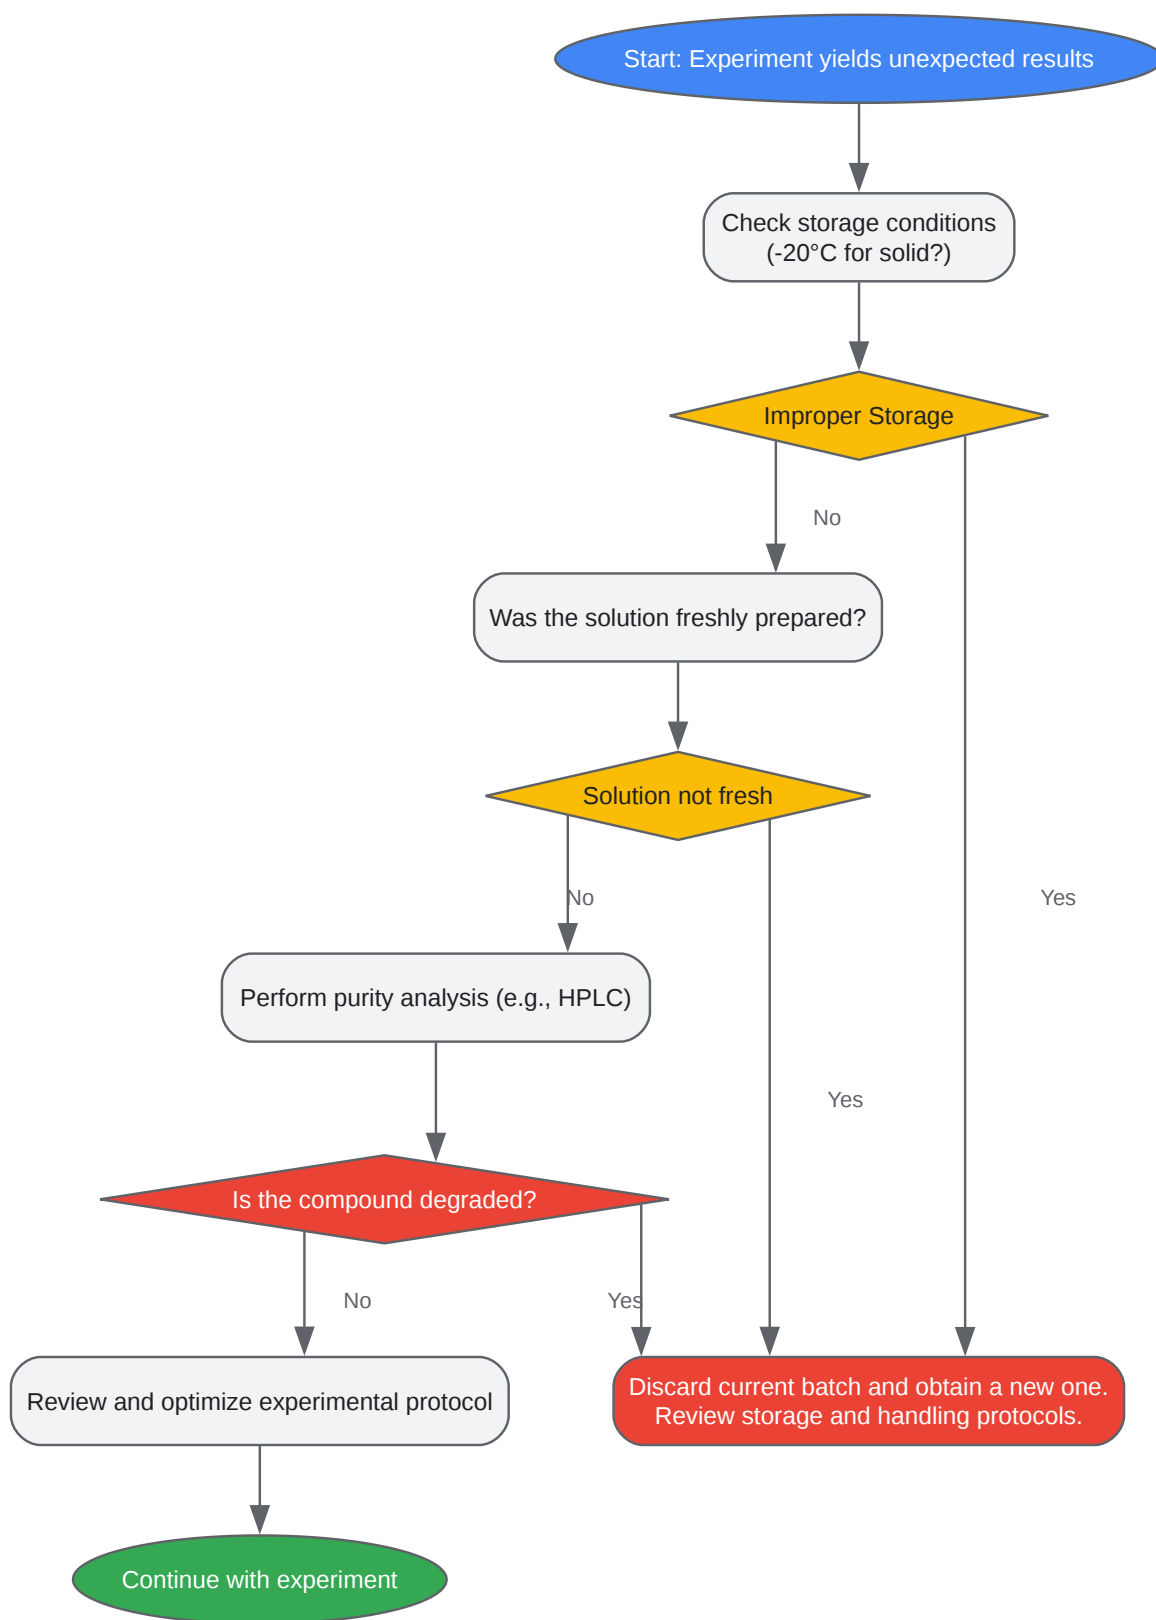 Start: Experiment yields unexpected results
Check storage conditions
(-20°C for solid?)
Improper Storage
No
Was the solution freshly prepared?
Solution not fresh
No
Yes
Perform purity analysis (e.g., HPLC)
Yes
Is the compound degraded?
No
Yes
Review and optimize experimental protocol
Discard current batch and obtain a new one.
Review storage and handling protocols.
Continue with experiment